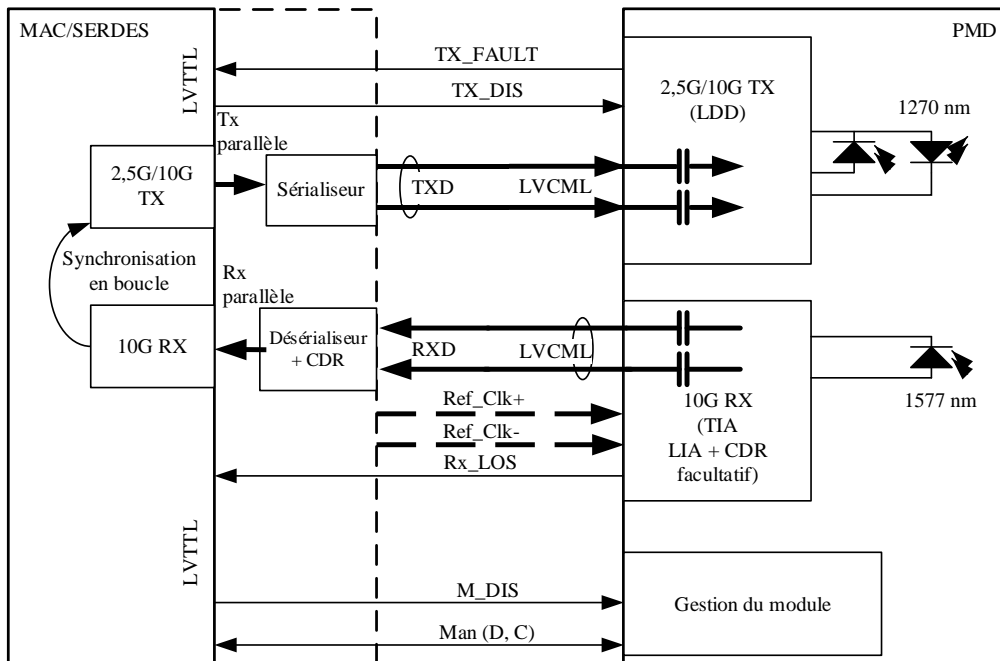 MAC/SERDES
PMD
LVTTL
TX_FAULT
TX_DIS
2,5G/10G TX
(LDD)
1270 nm
Tx
parallèle
2,5G/10G
TX
Sérialiseur
TXD
LVCML
Synchronisation
en boucle
Rx
parallèle
10G RX
Désérialiseur
+ CDR
RXD
LVCML
Ref_Clk+
Ref_Clk-
Rx_LOS
10G RX
(TIA
LIA + CDR
facultatif)
1577 nm
LVTTL
M_DIS
Man (D, C)
Gestion du module